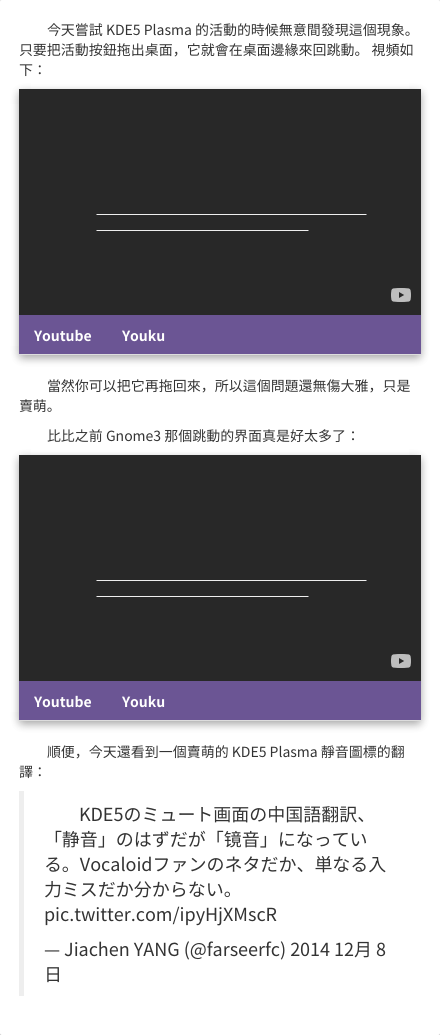 今天嘗試 KDE5 Plasma 的活動的時候無意間發現這個現象。
只要把活動按鈕拖出桌面，它就會在桌面邊緣來回跳動。 視頻如
下：
Youtube Youku
當然你可以把它再拖回來，所以這個問題還無傷大雅，只是
賣萌。
比比之前 Gnome3 那個跳動的界面真是好太多了：
Youtube Youku
順便，今天還看到一個賣萌的 KDE5 Plasma 靜音圖標的翻
譯：
KDE5のミュート画面の中国語翻訳、
「静音」のはずだが「镜音」になってい
る。Vocaloidファンのネタだか、単なる入
力ミスだか分からない。
pic.twitter.com/ipyHjXMscR
— Jiachen YANG (@farseerfc) 2014 12月 8
日